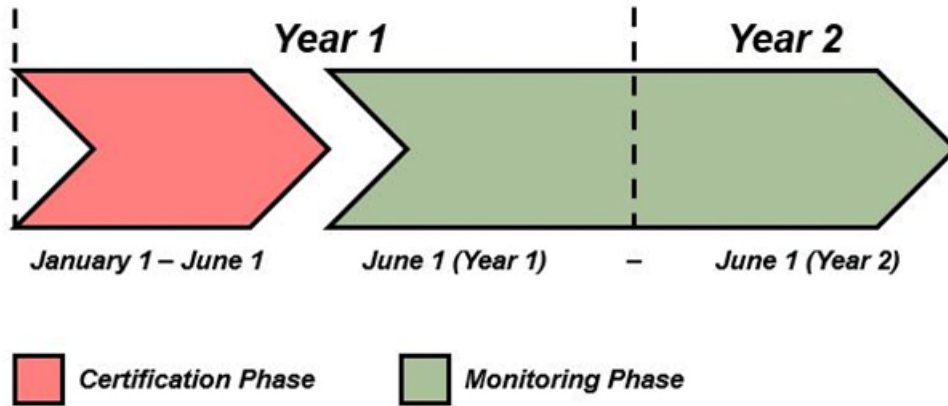 Year 1 Year 2
January 1 – June 1 June 1 (Year 1) – June 1 (Year 2)
Certification Phase Monitoring Phase